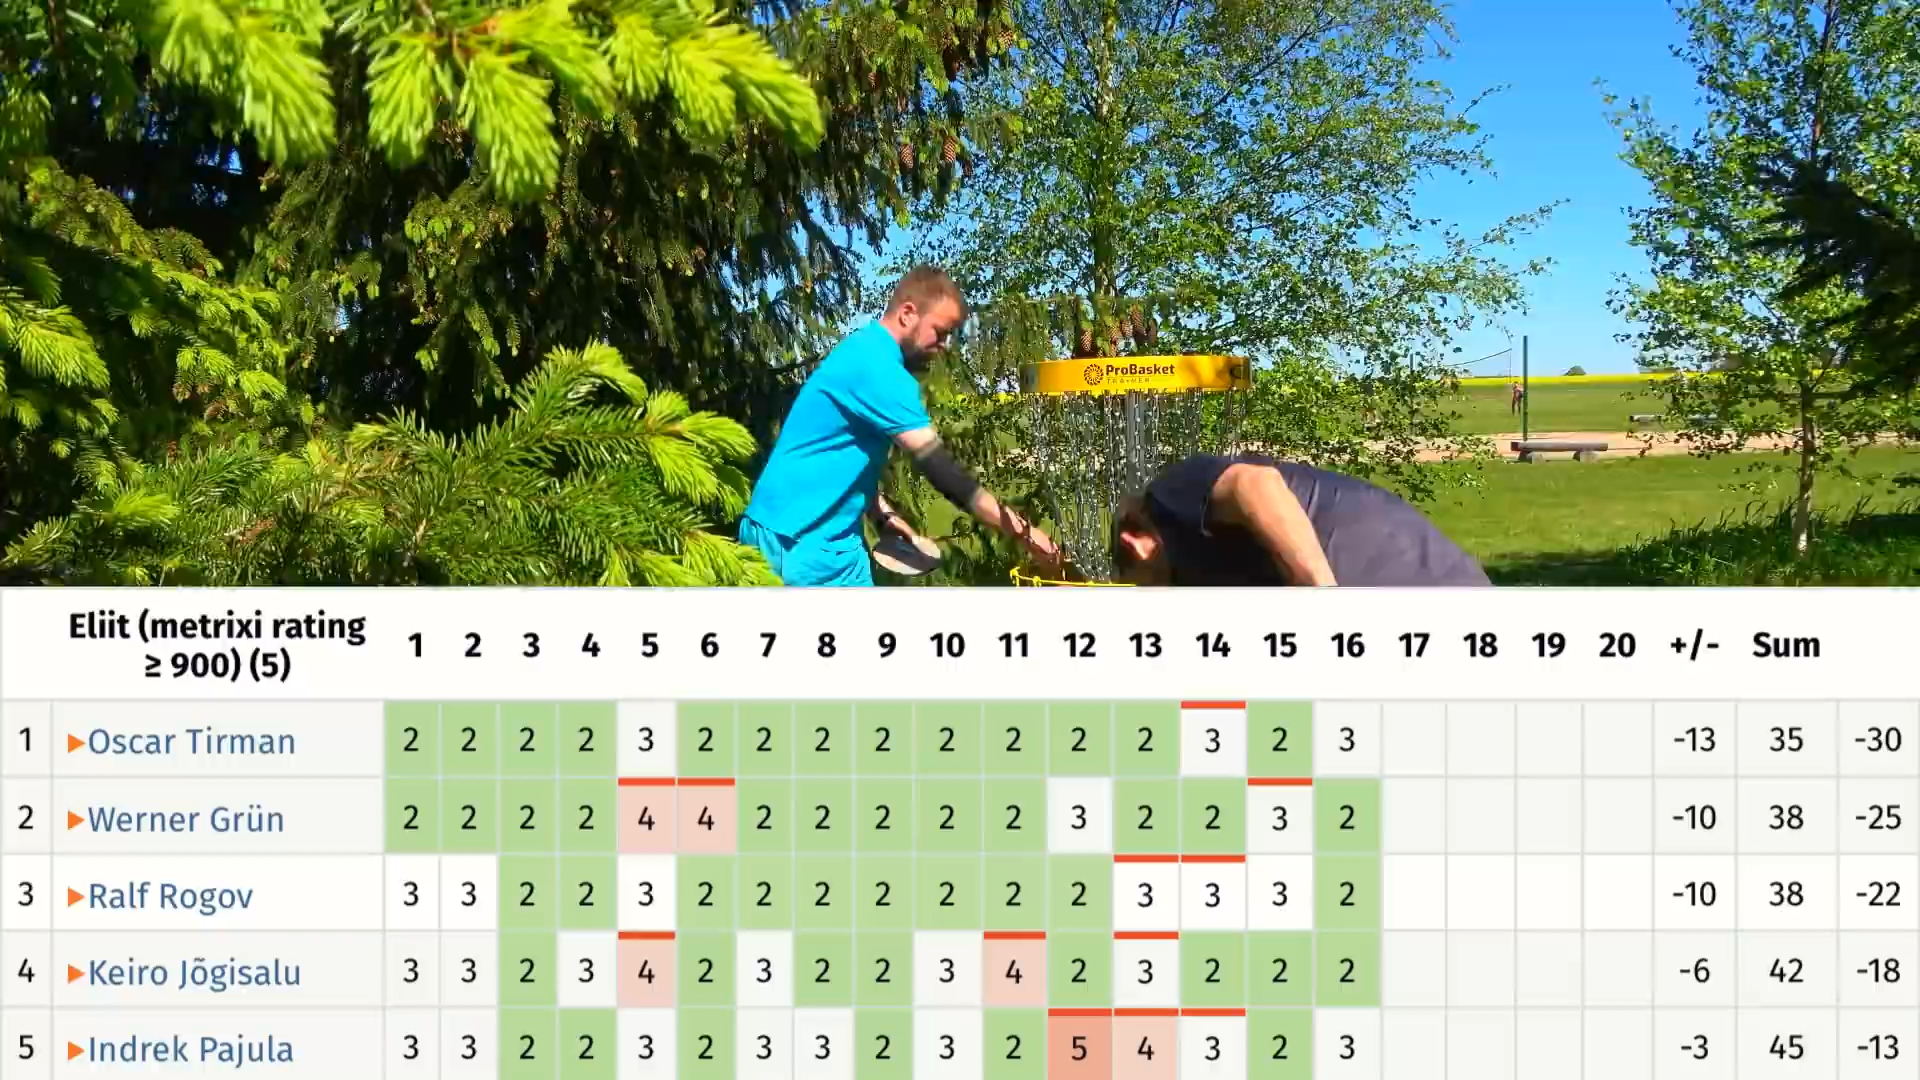 ProBasket
TRAINER
Eliit (metrixi rating
≥ 900) (5) 1 2 3 4 5 6 7 8 9 10 11 12 13 14 15 16 17 18 19 20 +/- Sum
1 Oscar Tirman 2 2 2 2 3 2 2 2 2 2 2 2 2 3 2 3 -13 35 -30
2 Werner Grün 2 2 2 2 4 4 2 2 2 2 2 3 2 2 3 2 -10 38 -25
3 Ralf Rogov 3 3 2 2 3 2 2 2 2 2 2 2 3 3 3 2 -10 38 -22
4 Keiro Jõgisalu 3 3 2 3 4 2 3 2 2 3 4 2 3 2 2 2 -6 42 -18
5 Indrek Pajula 3 3 2 2 3 2 3 3 2 3 2 5 4 3 2 3 -3 45 -13